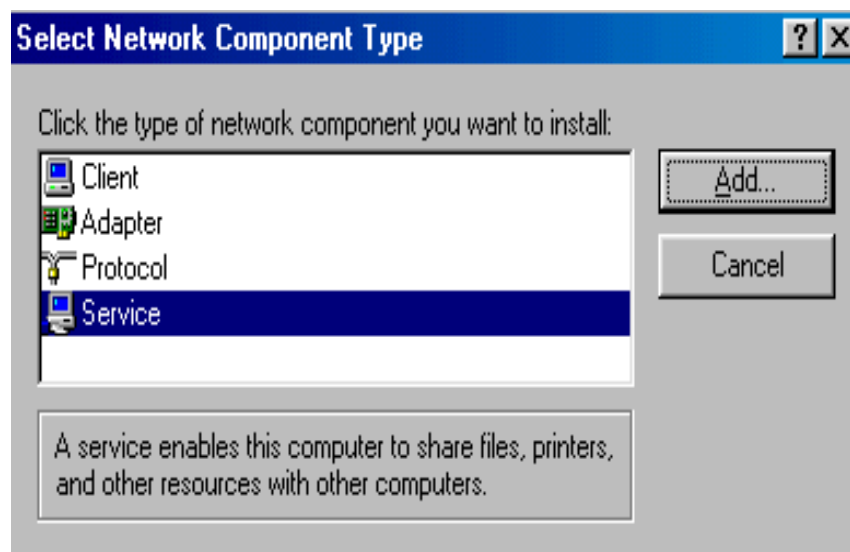 Select Network Component Type
Click the type of network component you want to install:
Client
Adapter
Protocol
Service
Add...
Cancel
A service enables this computer to share files, printers,
and other resources with other computers.